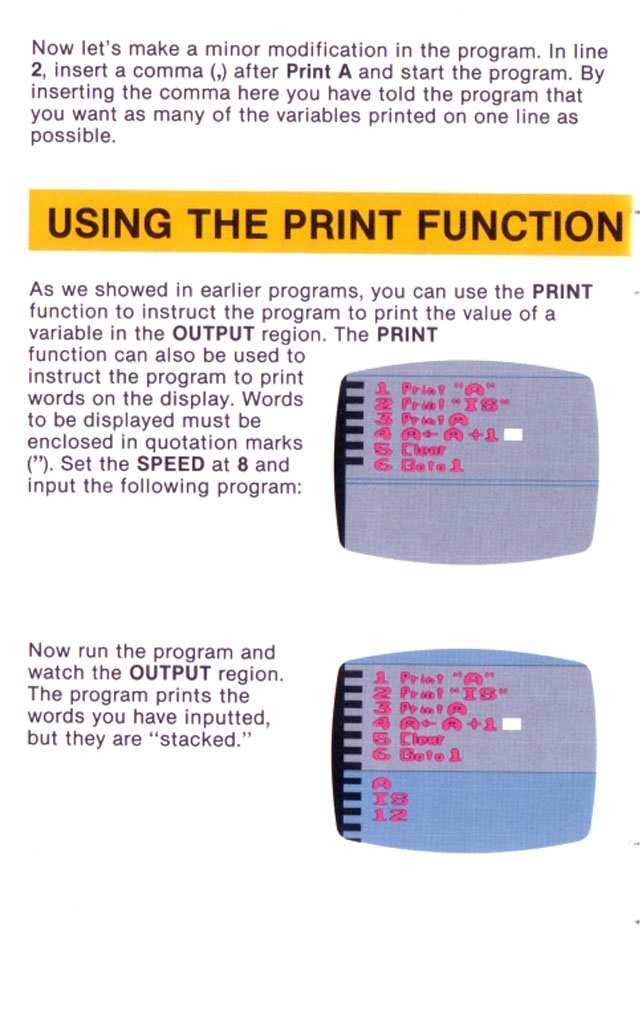 Now let's make a minor modification in the program. In line
2, insert a comma (,) after Print A and start the program. By
inserting the comma here you have told the program that
you want as many of the variables printed on one line as
possible.
USING THE PRINT FUNCTION
As we showed in earlier programs, you can use the PRINT
function to instruct the program to print the value of a
variable in the OUTPUT region. The PRINT
function can also be used to
instruct the program to print
words on the display. Words
to be displayed must be
enclosed in quotation marks
("). Set the SPEED at 8 and
input the following program:
1 Print "A"
2 Print "IS"
3 Print A
4 A← A+1
5 Clear
6 Goto 1
Now run the program and
watch the OUTPUT region.
The program prints the
words you have inputted,
but they are "stacked."
1 Print "A"
2 Print "IS"
3 Print A
4 A← A+1
5 Clear
6 Goto 1
A
IS
12